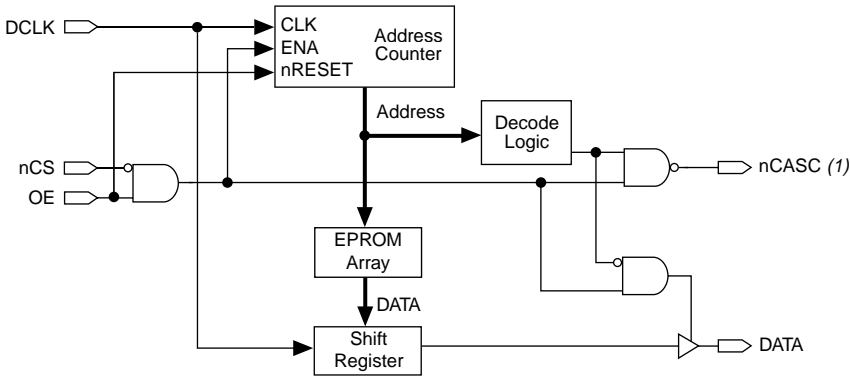 DCLK
CLK
ENA
nRESET
Address
Counter
Address
Decode
Logic
nCS
OE
nCASC (1)
EPROM
Array
DATA
Shift
Register
DATA